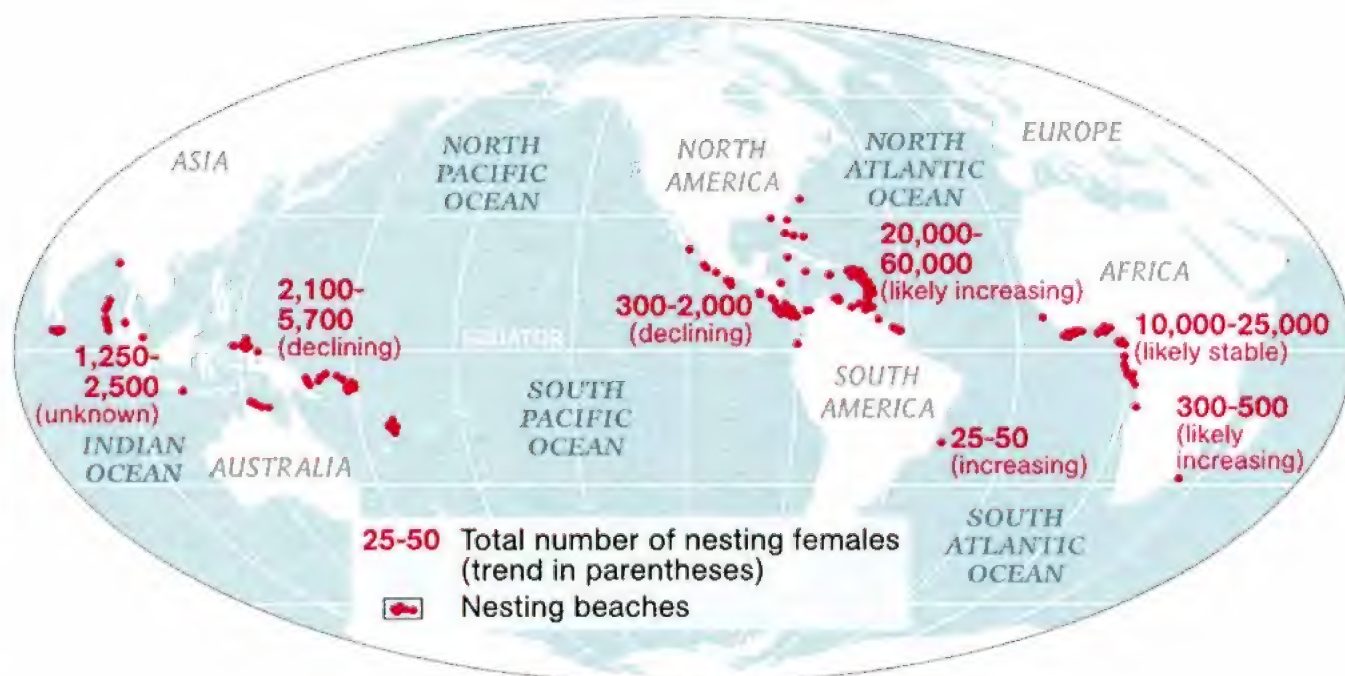 ASIA
NORTH
PACIFIC
OCEAN
NORTH
AMERICA
NORTH
ATLANTIC
OCEAN
EUROPE
20,000-
60,000
(likely increasing)
AFRICA
2,100-
5,700
(declining)
300-2,000
(declining)
EQUATOR
10,000-25,000
(likely stable)
1,250-
2,500
(unknown)
INDIAN
OCEAN
AUSTRALIA
SOUTH
PACIFIC
OCEAN
SOUTH
AMERICA
25-50
(increasing)
300-500
(likely
increasing)
SOUTH
ATLANTIC
OCEAN
25-50 Total number of nesting females
(trend in parentheses)
Nesting beaches